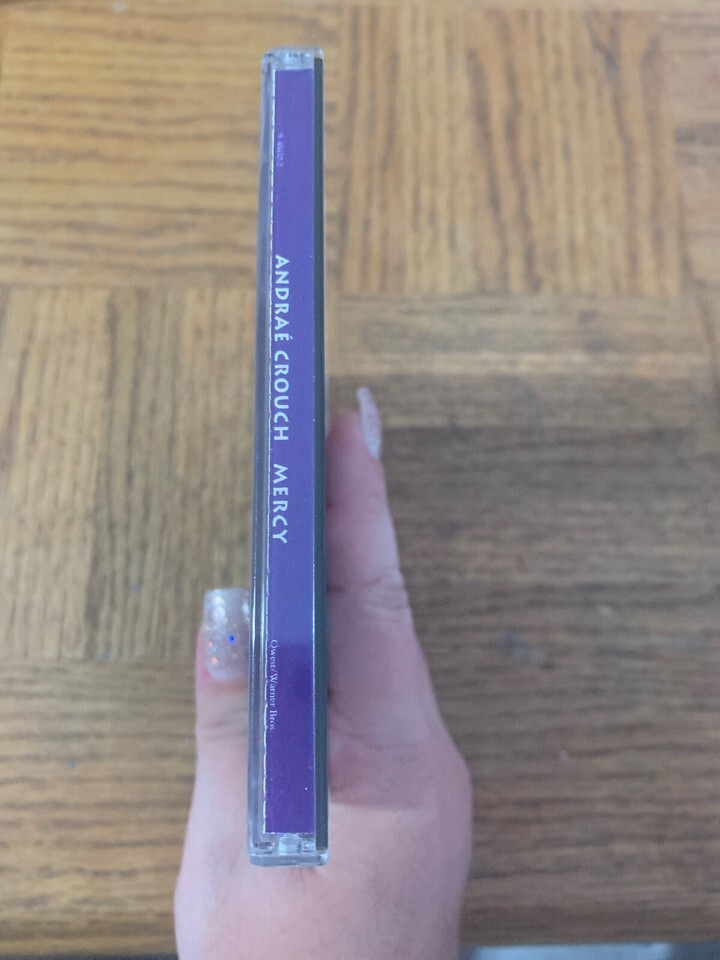 ANDRAÉ CROUCH MERCY
Qwest/Warner Bros.